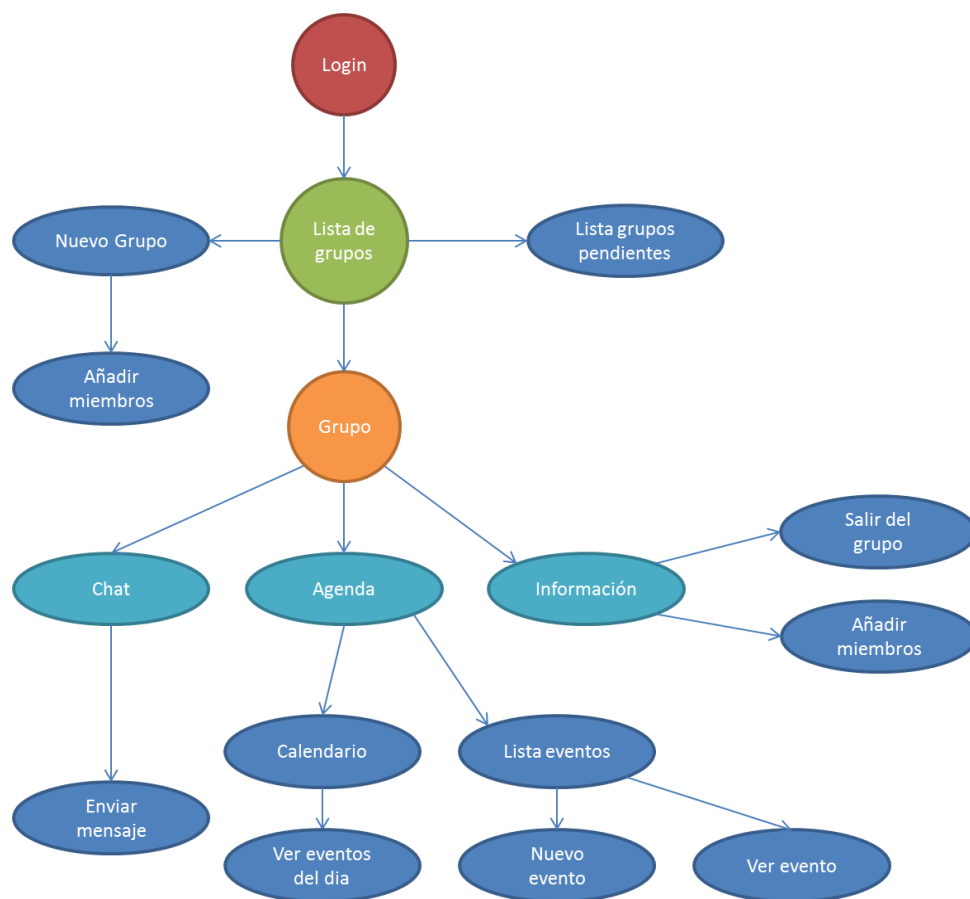 Login
Nuevo Grupo
Lista de
grupos
Lista grupos
pendientes
Añadir
miembros
Grupo
Salir del
grupo
Chat
Agenda
Información
Añadir
miembros
Calendario
Lista eventos
Enviar
mensaje
Ver eventos
del dia
Nuevo
evento
Ver evento